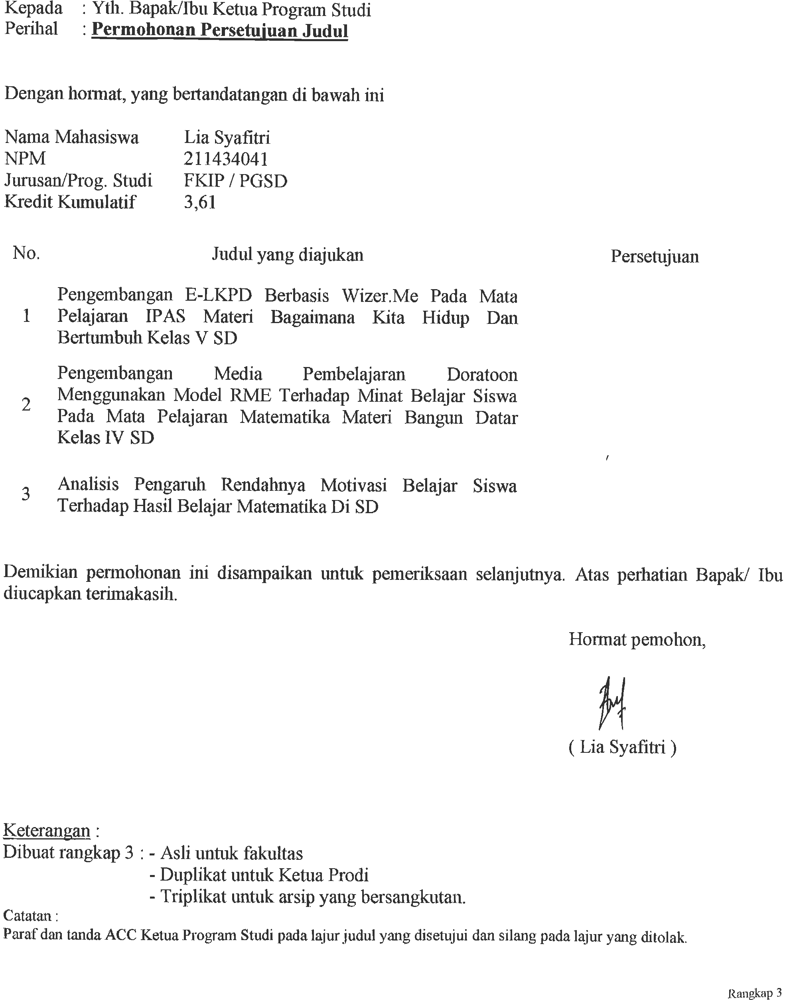 Kepada : Yth. Bapak/Ibu Ketua Program Studi
Perihal : Permohonan Persetujuan Judul
Dengan hormat, yang bertandatangan di bawah ini
Nama Mahasiswa Lia Syafitri
NPM 211434041
Jurusan/Prog. Studi FKIP / PGSD
Kredit Kumulatif 3,61
No. Judul yang diajukan Persetujuan
Pengembangan E-LKPD Berbasis Wizer.Me Pada Mata
1 Pelajaran IPAS Materi Bagaimana Kita Hidup Dan
Bertumbuh Kelas V SD
Pengembangan Media Pembelajaran Doratoon
2 Menggunakan Model RME Terhadap Minat Belajar Siswa
Pada Mata Pelajaran Matematika Materi Bangun Datar
Kelas IV SD
3 Analisis Pengaruh Rendahnya Motivasi Belajar Siswa
Terhadap Hasil Belajar Matematika Di SD
Demikian permohonan ini disampaikan untuk pemeriksaan selanjutnya. Atas perhatian Bapak/ Ibu
diucapkan terimakasih.
Hormat pemohon,
( Lia Syafitri )
Keterangan :
Dibuat rangkap 3 : - Asli untuk fakultas
- Duplikat untuk Ketua Prodi
- Triplikat untuk arsip yang bersangkutan.
Catatan :
Paraf dan tanda ACC Ketua Program Studi pada lajur judul yang disetujui dan silang pada lajur yang ditolak.
Rangkap 3